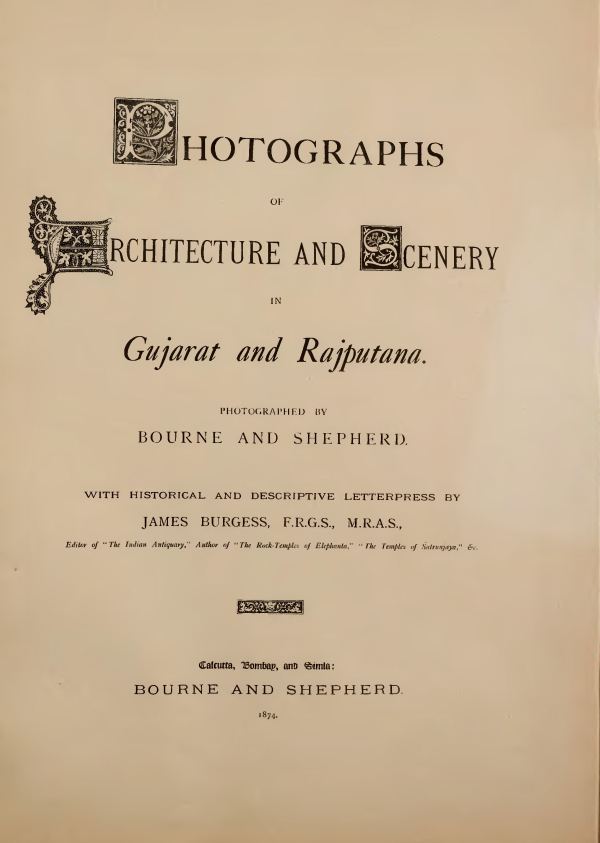 PHOTOGRAPHS
OF
ARCHITECTURE AND SCENERY
IN
Gujarat and Rajputana.
PHOTOGRAPHED BY
BOURNE AND SHEPHERD.
WITH HISTORICAL AND DESCRIPTIVE LETTERPRESS BY
JAMES BURGESS, F.R.G.S., M.R.A.S.,
Editor of "The Indian Antiquary," Author of "The Rock-Temples of Elephanta," "The Temples of Satrunjaya," &c.
Calcutta, Bombay, and Simla:
BOURNE AND SHEPHERD.
1874.